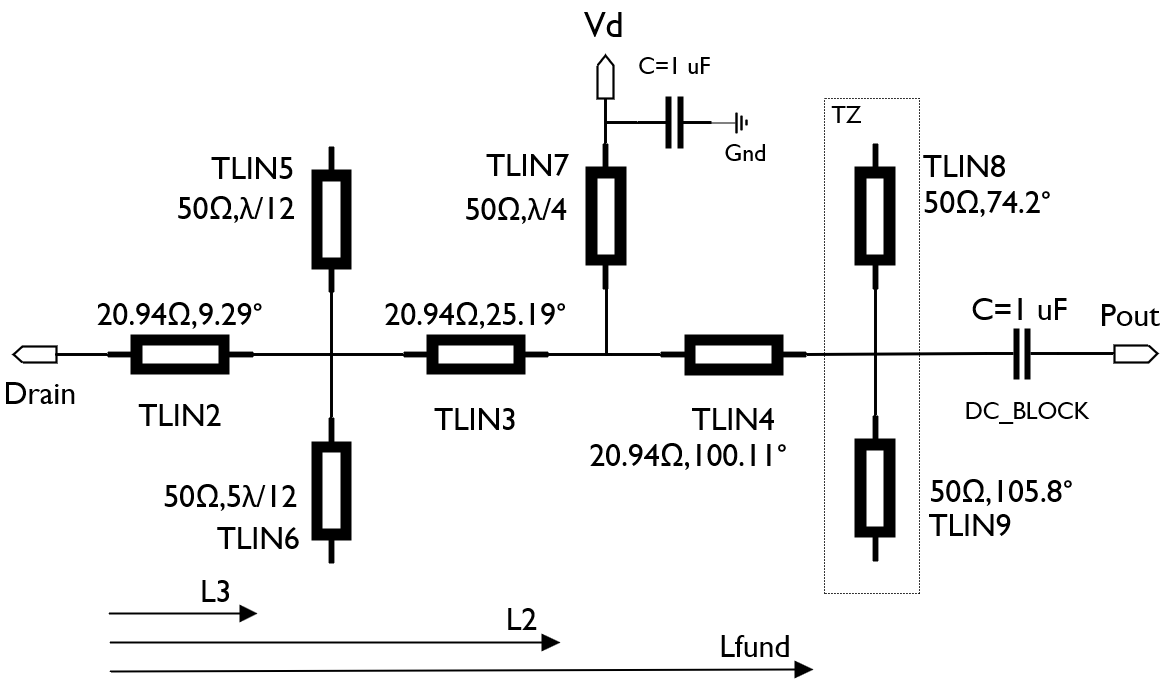 Vd
C=1 uF
Gnd
TZ
TLIN5
50Ω,λ/12
TLIN7
50Ω,λ/4
TLIN8
50Ω,74.2°
20.94Ω,9.29°
20.94Ω,25.19°
C=1 uF
Pout
Drain
TLIN2
TLIN3
TLIN4
20.94Ω,100.11°
DC_BLOCK
50Ω,5λ/12
TLIN6
50Ω,105.8°
TLIN9
L3
L2
Lfund